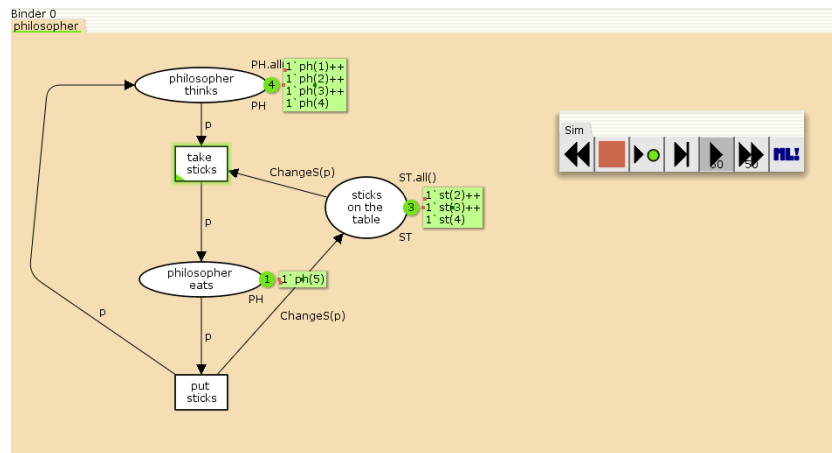 Binder 0
philosopher
philosopher
thinks
PH.all()
4
1`ph(1)++
1`ph(2)++
1`ph(3)++
1`ph(4)
PH
p
take
sticks
ChangeS(p)
p
sticks
on the
table
ST.all()
3
1`st(2)++
1`st(3)++
1`st(4)
ST
philosopher
eats
1
1`ph(5)
PH
p
ChangeS(p)
p
put
sticks
Sim
50
50
ML!